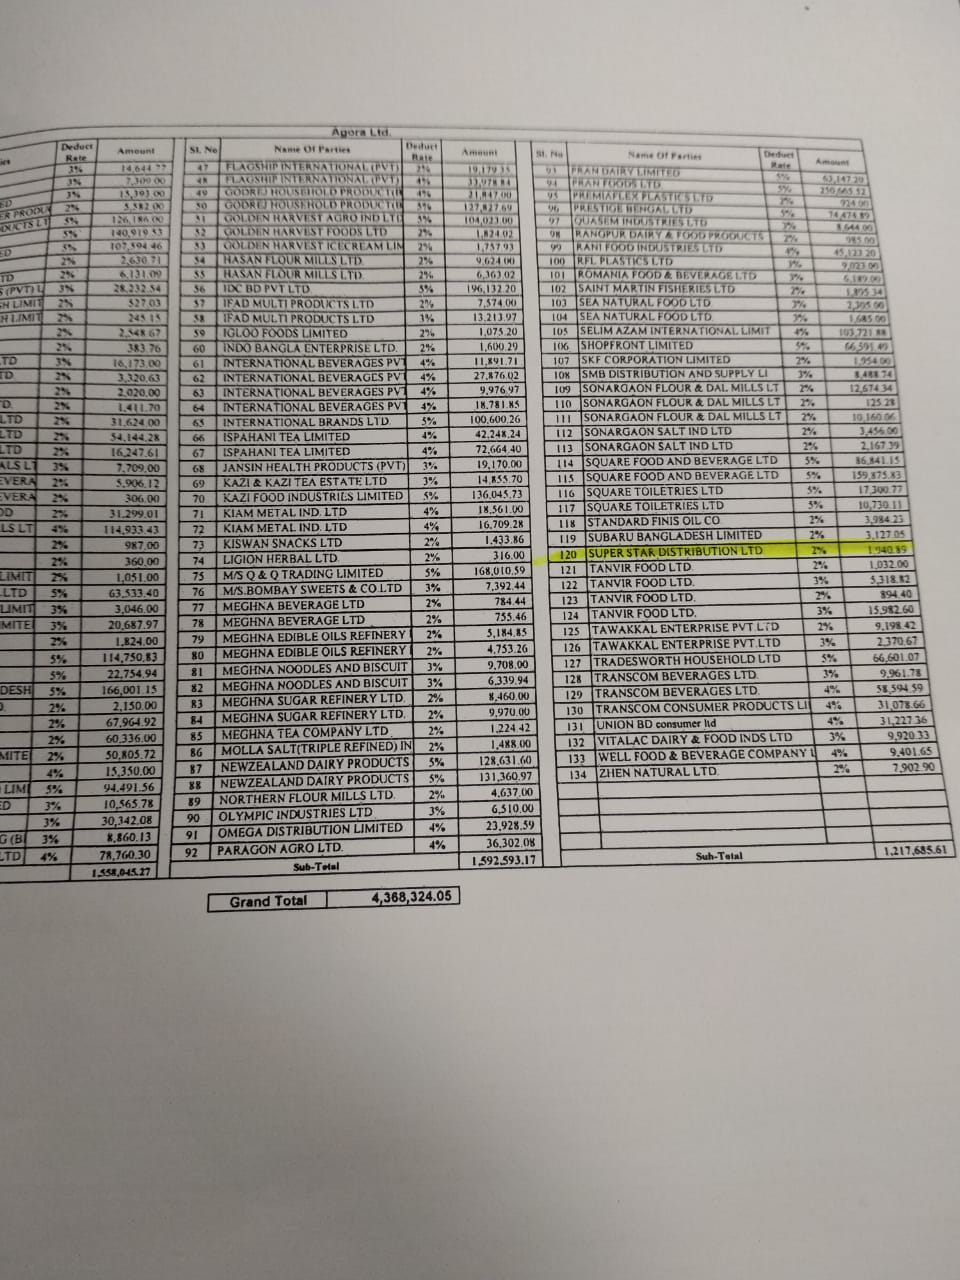 Agora Ltd.
Deduct Rate Amount
3% 14,644.77
3% 7,309.00
3% 15,393.00
ED 2% 5,582.00
ER PRODU 5% 126,186.00
DUCTS LT 5% 140,919.53
5% 107,594.46
ED 2% 2,630.71
2% 6,131.09
TD 3% 28,232.54
S (PVT) L 2% 527.03
SH LIMIT 2% 245.15
H LIMIT 2% 2,548.67
2% 383.76
3% 16,173.00
TD 2% 3,320.63
TD 2% 2,020.00
2% 1,411.70
D. 2% 31,624.00
LTD 2% 54,144.28
LTD 2% 16,247.61
LTD 3% 7,709.00
ALS LT 2% 5,906.12
EVERA 2% 306.00
EVERA 2% 31,299.01
OD 4% 114,933.43
LS LT 2% 987.00
2% 360.00
2% 1,051.00
LIMIT 5% 63,533.40
LTD 3% 3,046.00
LIMIT 3% 20,687.97
MITE 2% 1,824.00
5% 114,750.83
5% 22,754.94
5% 166,001.15
DESH 2% 2,150.00
2% 67,964.92
2% 60,336.00
2% 50,805.72
MITE 4% 15,350.00
5% 94,491.56
LIMI 3% 10,565.78
ED 3% 30,342.08
3% 8,860.13
G (B 4% 78,760.30
LTD
1,558,045.27
Sl. No Name Of Parties Deduct Rate Amount
47 FLAGSHIP INTERNATIONAL (PVT) 2% 19,179.35
48 FLAGSHIP INTERNATIONAL (PVT) 4% 33,978.84
49 GODREJ HOUSEHOLD PRODUCT(B 4% 21,847.00
50 GODREJ HOUSEHOLD PRODUCT(B 5% 127,827.69
51 GOLDEN HARVEST AGRO IND LTD 5% 104,023.00
52 GOLDEN HARVEST FOODS LTD 2% 1,824.02
53 GOLDEN HARVEST ICECREAM LIM 2% 1,757.93
54 HASAN FLOUR MILLS LTD. 2% 9,624.00
55 HASAN FLOUR MILLS LTD. 2% 6,363.02
56 IDC BD PVT LTD. 5% 196,132.20
57 IFAD MULTI PRODUCTS LTD 2% 7,574.00
58 IFAD MULTI PRODUCTS LTD 3% 13,213.97
59 IGLOO FOODS LIMITED 2% 1,075.20
60 INDO BANGLA ENTERPRISE LTD. 2% 1,600.29
61 INTERNATIONAL BEVERAGES PVT 4% 11,891.71
62 INTERNATIONAL BEVERAGES PVT 4% 27,876.02
63 INTERNATIONAL BEVERAGES PVT 4% 9,976.97
64 INTERNATIONAL BEVERAGES PVT 4% 18,781.85
65 INTERNATIONAL BRANDS LTD. 5% 100,600.26
66 ISPAHANI TEA LIMITED 4% 42,248.24
67 ISPAHANI TEA LIMITED 4% 72,664.40
68 JANSIN HEALTH PRODUCTS (PVT) 3% 19,170.00
69 KAZI & KAZI TEA ESTATE LTD 3% 14,855.70
70 KAZI FOOD INDUSTRIES LIMITED 5% 136,045.73
71 KIAM METAL IND. LTD 4% 18,561.00
72 KIAM METAL IND. LTD 4% 16,709.28
73 KISWAN SNACKS LTD 2% 1,433.86
74 LIGION HERBAL LTD. 2% 316.00
75 M/S Q & Q TRADING LIMITED 5% 168,010.59
76 M/S.BOMBAY SWEETS & CO.LTD 3% 7,392.44
77 MEGHNA BEVERAGE LTD 2% 784.44
78 MEGHNA BEVERAGE LTD 2% 755.46
79 MEGHNA EDIBLE OILS REFINERY 2% 5,184.85
80 MEGHNA EDIBLE OILS REFINERY 2% 4,753.26
81 MEGHNA NOODLES AND BISCUIT 3% 9,708.00
82 MEGHNA NOODLES AND BISCUIT 3% 6,339.94
83 MEGHNA SUGAR REFINERY LTD. 2% 8,460.00
84 MEGHNA SUGAR REFINERY LTD. 2% 9,970.00
85 MEGHNA TEA COMPANY LTD. 2% 1,224.42
86 MOLLA SALT(TRIPLE REFINED) IN 2% 1,488.00
87 NEWZEALAND DAIRY PRODUCTS 5% 128,631.60
88 NEWZEALAND DAIRY PRODUCTS 5% 131,360.97
89 NORTHERN FLOUR MILLS LTD. 2% 4,637.00
90 OLYMPIC INDUSTRIES LTD 3% 6,510.00
91 OMEGA DISTRIBUTION LIMITED 4% 23,928.59
92 PARAGON AGRO LTD. 4% 36,302.08
Sub-Total 1,592,593.17
Sl. No Name Of Parties Deduct Rate Amount
93 PRAN DAIRY LIMITED 5% 63,147.20
94 PRAN FOODS LTD 5% 250,665.52
95 PREMIAFLEX PLASTICS LTD 2% 924.00
96 PRESTIGE BENGAL LTD 5% 74,474.89
97 QUASEM INDUSTRIES LTD 3% 8,644.00
98 RANGPUR DAIRY & FOOD PRODUCTS 2% 985.00
99 RANI FOOD INDUSTRIES LTD 4% 45,123.20
100 RFL PLASTICS LTD 3% 9,023.00
101 ROMANIA FOOD & BEVERAGE LTD 3% 6,189.00
102 SAINT MARTIN FISHERIES LTD 2% 1,895.34
103 SEA NATURAL FOOD LTD 3% 2,305.00
104 SEA NATURAL FOOD LTD. 3% 1,685.00
105 SELIM AZAM INTERNATIONAL LIMIT 4% 103,721.88
106 SHOPFRONT LIMITED 5% 66,591.49
107 SKF CORPORATION LIMITED 2% 1,954.00
108 SMB DISTRIBUTION AND SUPPLY LI 3% 8,488.74
109 SONARGAON FLOUR & DAL MILLS LT 2% 12,674.34
110 SONARGAON FLOUR & DAL MILLS LT 2% 125.28
111 SONARGAON FLOUR & DAL MILLS LT 2% 10,160.06
112 SONARGAON SALT IND LTD 2% 3,456.00
113 SONARGAON SALT IND LTD 2% 2,167.39
114 SQUARE FOOD AND BEVERAGE LTD 5% 86,841.15
115 SQUARE FOOD AND BEVERAGE LTD 5% 159,875.83
116 SQUARE TOILETRIES LTD 5% 17,300.77
117 SQUARE TOILETRIES LTD 5% 10,730.11
118 STANDARD FINIS OIL CO 2% 3,984.23
119 SUBARU BANGLADESH LIMITED 2% 3,127.05
120 SUPER STAR DISTRIBUTION LTD 2% 1,940.89
121 TANVIR FOOD LTD. 2% 1,032.00
122 TANVIR FOOD LTD. 3% 5,318.82
123 TANVIR FOOD LTD. 2% 894.40
124 TANVIR FOOD LTD. 3% 15,982.60
125 TAWAKKAL ENTERPRISE PVT LTD 2% 9,198.42
126 TAWAKKAL ENTERPRISE PVT.LTD 3% 2,370.67
127 TRADESWORTH HOUSEHOLD LTD 5% 66,601.07
128 TRANSCOM BEVERAGES LTD. 3% 9,961.78
129 TRANSCOM BEVERAGES LTD. 4% 58,594.59
130 TRANSCOM CONSUMER PRODUCTS LI 4% 31,078.66
131 UNION BD consumer ltd 4% 31,227.36
132 VITALAC DAIRY & FOOD INDS LTD 3% 9,920.33
133 WELL FOOD & BEVERAGE COMPANY L 4% 9,401.65
134 ZHEN NATURAL LTD. 2% 7,902.90
Sub-Total 1,217,685.61
Grand Total 4,368,324.05